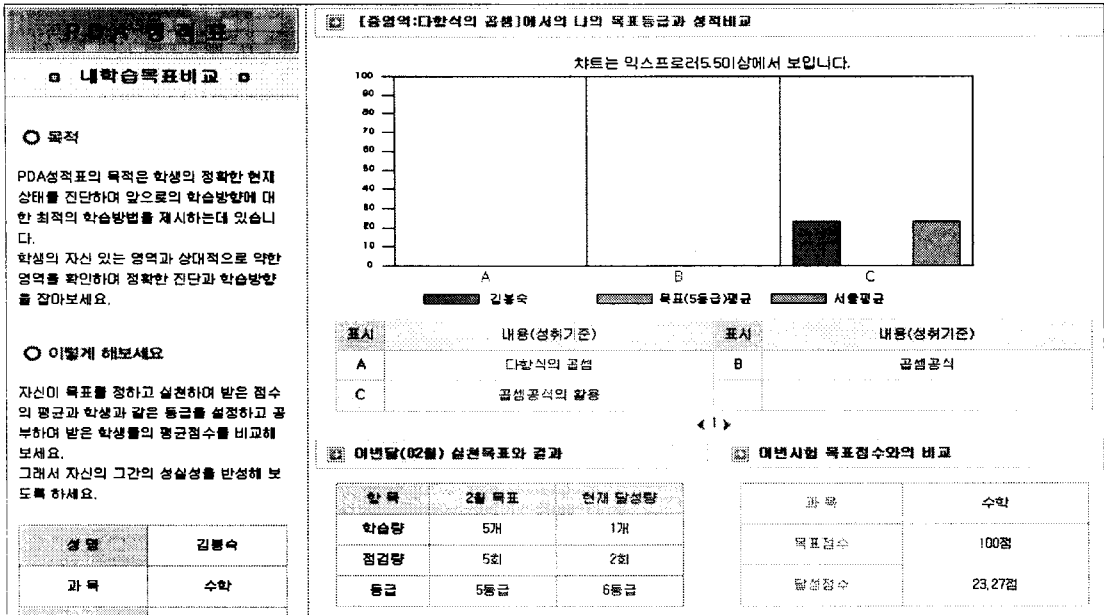 PDA 성적표
내학습목표비교
목적
PDA성적표의 목적은 학생의 정확한 현재
상태를 진단하며 앞으로의 학습방향에 대
한 최적의 학습방법을 제시하는데 있습니
다.
학생의 자신 있는 영역과 상대적으로 약한
영역을 확인하며 정확한 진단과 학습방향
을 잡아보세요.
이렇게 해보세요
자신이 목표를 정하고 실천하며 받은 점수
의 평균과 학생과 같은 등급을 설정하고 공
부하며 받은 학생들의 평균점수를 비교해
보세요.
그래서 자신의 그간의 성실성을 반성해 보
도록 하세요.
성 명 김봉숙
과 목 수학
[중영역:다항식의 곱셈]에서의 나의 목표등급과 성적비교
챠트는 익스프로러5.5이상에서 보입니다.
100
90
80
70
60
50
40
30
20
10
0
A B C
김봉숙 목표(5등급)평균 서울평균
표시 내용(성취기준) 표시 내용(성취기준)
A 다항식의 곱셈 B 곱셈공식
C 곱셈공식의 활용
1
이번달(02월) 실천목표와 결과
항 목 2월 목표 현재 달성량
학습량 5개 1개
점검량 5회 2회
등급 5등급 6등급
이번시험 목표점수와의 비교
과 목 수학
목표점수 100점
달성점수 23.27점